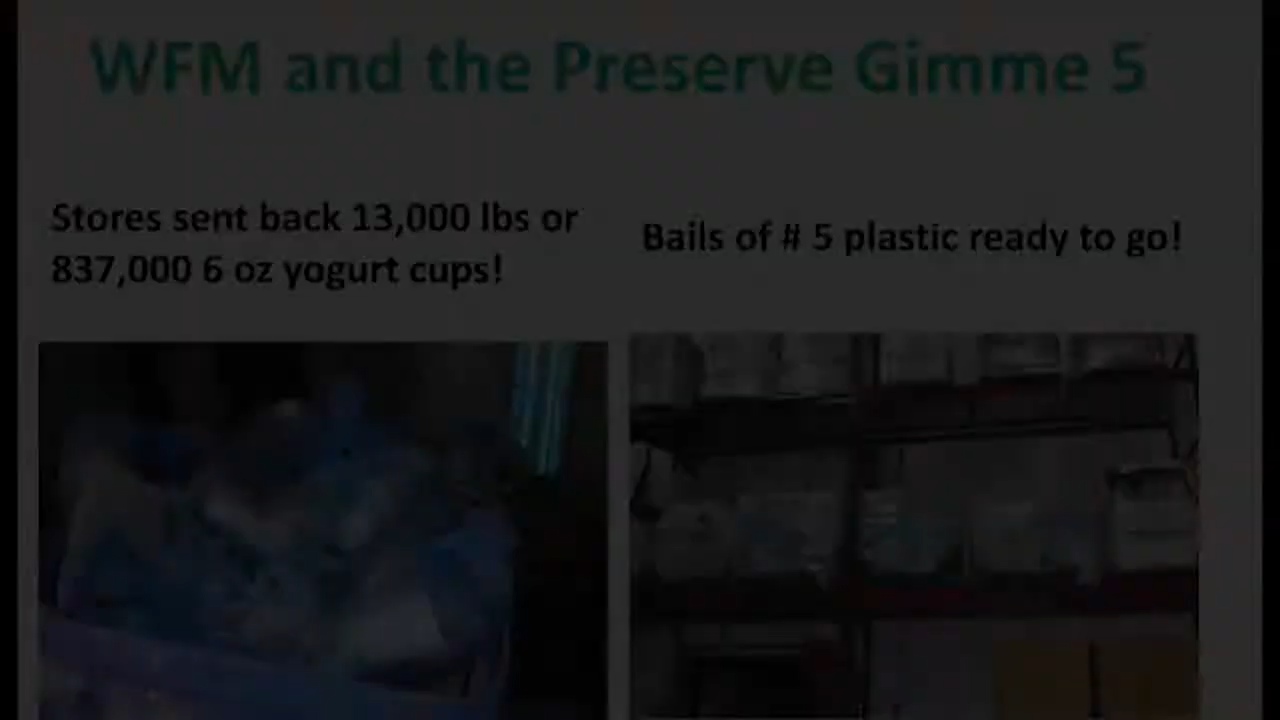 WFM and the Preserve Gimme 5
Stores sent back 13,000 lbs or
837,000 6 oz yogurt cups!
Bails of # 5 plastic ready to go!